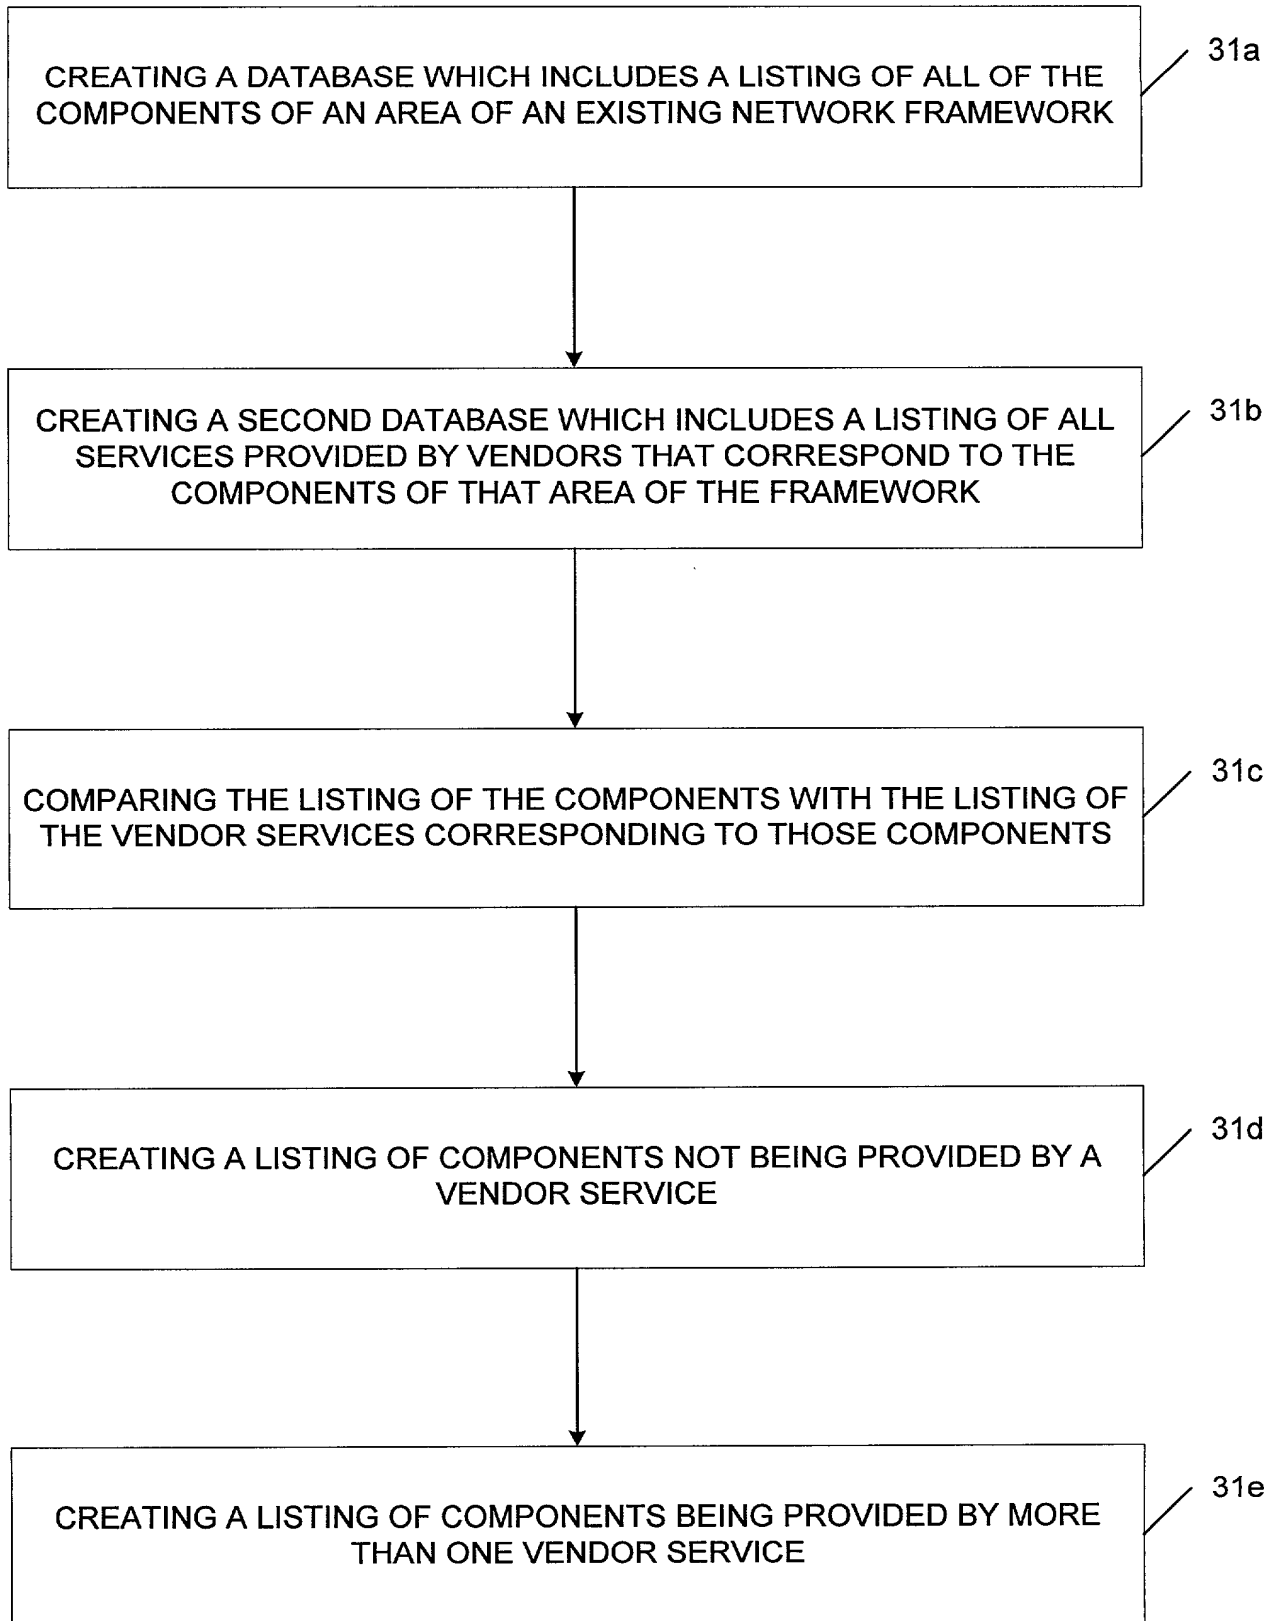 CREATING A DATABASE WHICH INCLUDES A LISTING OF ALL OF THE
COMPONENTS OF AN AREA OF AN EXISTING NETWORK FRAMEWORK
31a
CREATING A SECOND DATABASE WHICH INCLUDES A LISTING OF ALL
SERVICES PROVIDED BY VENDORS THAT CORRESPOND TO THE
COMPONENTS OF THAT AREA OF THE FRAMEWORK
31b
COMPARING THE LISTING OF THE COMPONENTS WITH THE LISTING OF
THE VENDOR SERVICES CORRESPONDING TO THOSE COMPONENTS
31c
CREATING A LISTING OF COMPONENTS NOT BEING PROVIDED BY A
VENDOR SERVICE
31d
CREATING A LISTING OF COMPONENTS BEING PROVIDED BY MORE
THAN ONE VENDOR SERVICE
31e